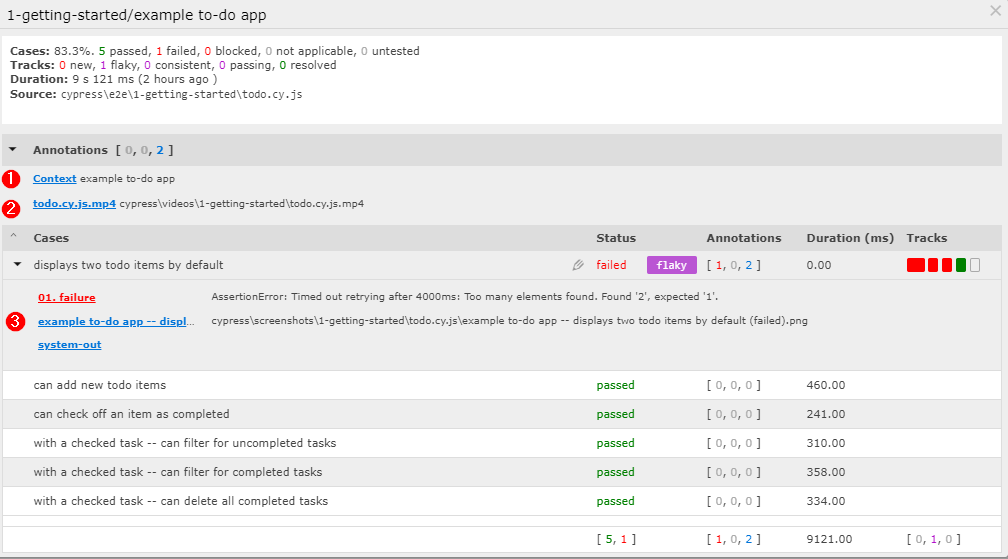 1-getting-started/example to-do app
Cases: 83.3%. 5 passed, 1 failed, 0 blocked, 0 not applicable, 0 untested
Tracks: 0 new, 1 flaky, 0 consistent, 0 passing, 0 resolved
Duration: 9 s 121 ms (2 hours ago )
Source: cypress\e2e\1-getting-started\todo.cy.js
Annotations [ 0, 0, 2 ]
1 Context example to-do app
2 todo.cy.js.mp4 cypress\videos\1-getting-started\todo.cy.js.mp4
Cases Status Annotations Duration (ms) Tracks
displays two todo items by default failed flaky [ 1, 0, 2 ] 0.00
01. failure AssertionError: Timed out retrying after 4000ms: Too many elements found. Found '2', expected '1'.
3 example to-do app -- displ... cypress\screenshots\1-getting-started\todo.cy.js\example to-do app -- displays two todo items by default (failed).png
system-out
can add new todo items passed [ 0, 0, 0 ] 460.00
can check off an item as completed passed [ 0, 0, 0 ] 241.00
with a checked task -- can filter for uncompleted tasks passed [ 0, 0, 0 ] 310.00
with a checked task -- can filter for completed tasks passed [ 0, 0, 0 ] 358.00
with a checked task -- can delete all completed tasks passed [ 0, 0, 0 ] 334.00
[ 5, 1 ] [ 1, 0, 2 ] 9121.00 [ 0, 1, 0 ]